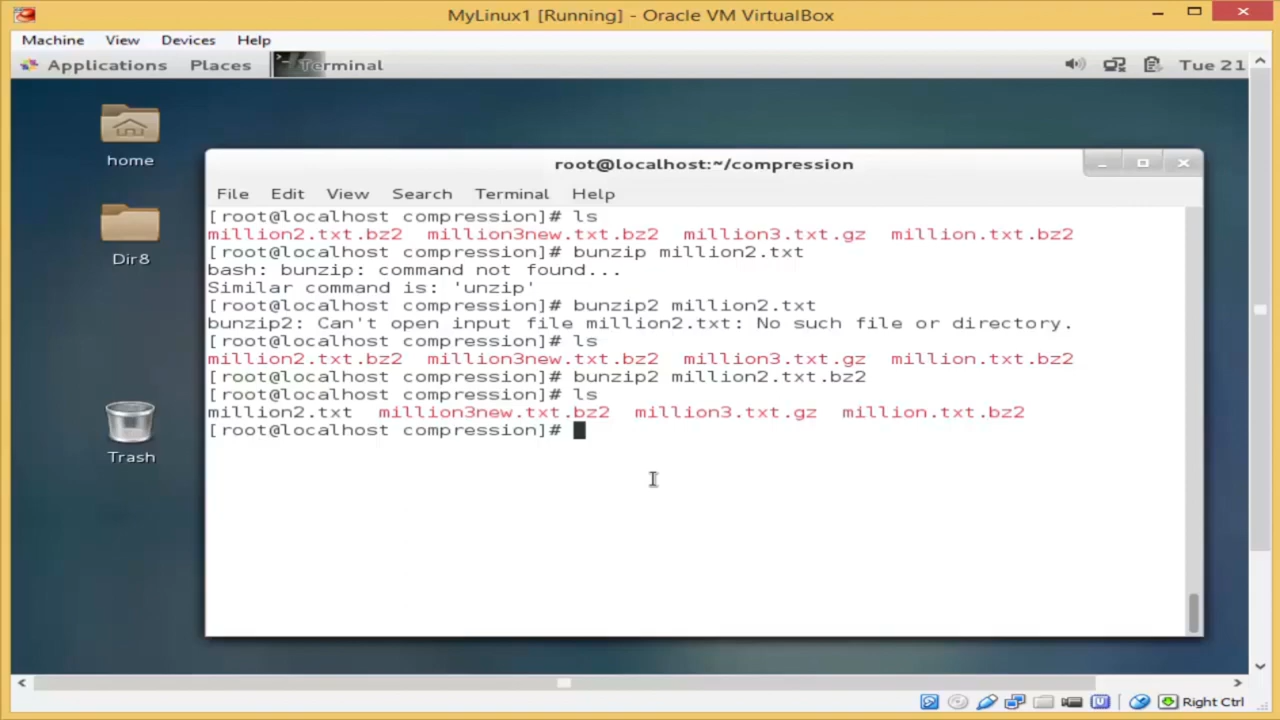 MyLinux1 [Running] - Oracle VM VirtualBox
Machine View Devices Help
Applications Places Terminal Tue 21
home
Dir8
Trash
root@localhost:~/compression
File Edit View Search Terminal Help
[root@localhost compression]# ls
million2.txt.bz2 million3new.txt.bz2 million3.txt.gz million.txt.bz2
[root@localhost compression]# bunzip million2.txt
bash: bunzip: command not found...
Similar command is: 'unzip'
[root@localhost compression]# bunzip2 million2.txt
bunzip2: Can't open input file million2.txt: No such file or directory.
[root@localhost compression]# ls
million2.txt.bz2 million3new.txt.bz2 million3.txt.gz million.txt.bz2
[root@localhost compression]# bunzip2 million2.txt.bz2
[root@localhost compression]# ls
million2.txt million3new.txt.bz2 million3.txt.gz million.txt.bz2
[root@localhost compression]#
Right Ctrl